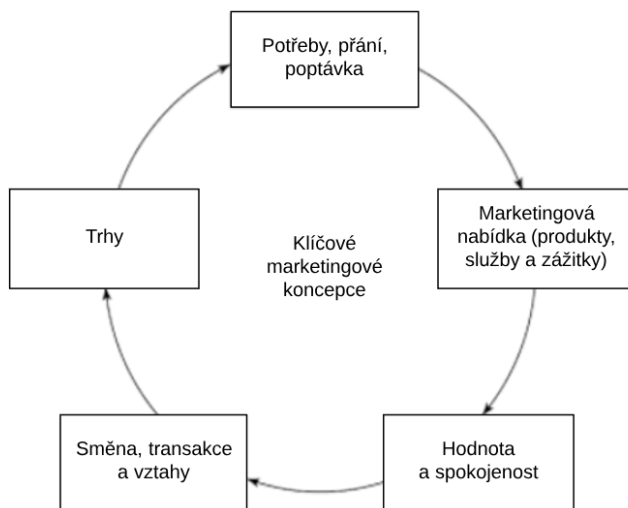 Potřeby, přání,
poptávka
Marketingová
nabídka (produkty,
služby a zážitky)
Trhy
Klíčové
marketingové
koncepce
Směna, transakce
a vztahy
Hodnota
a spokojenost